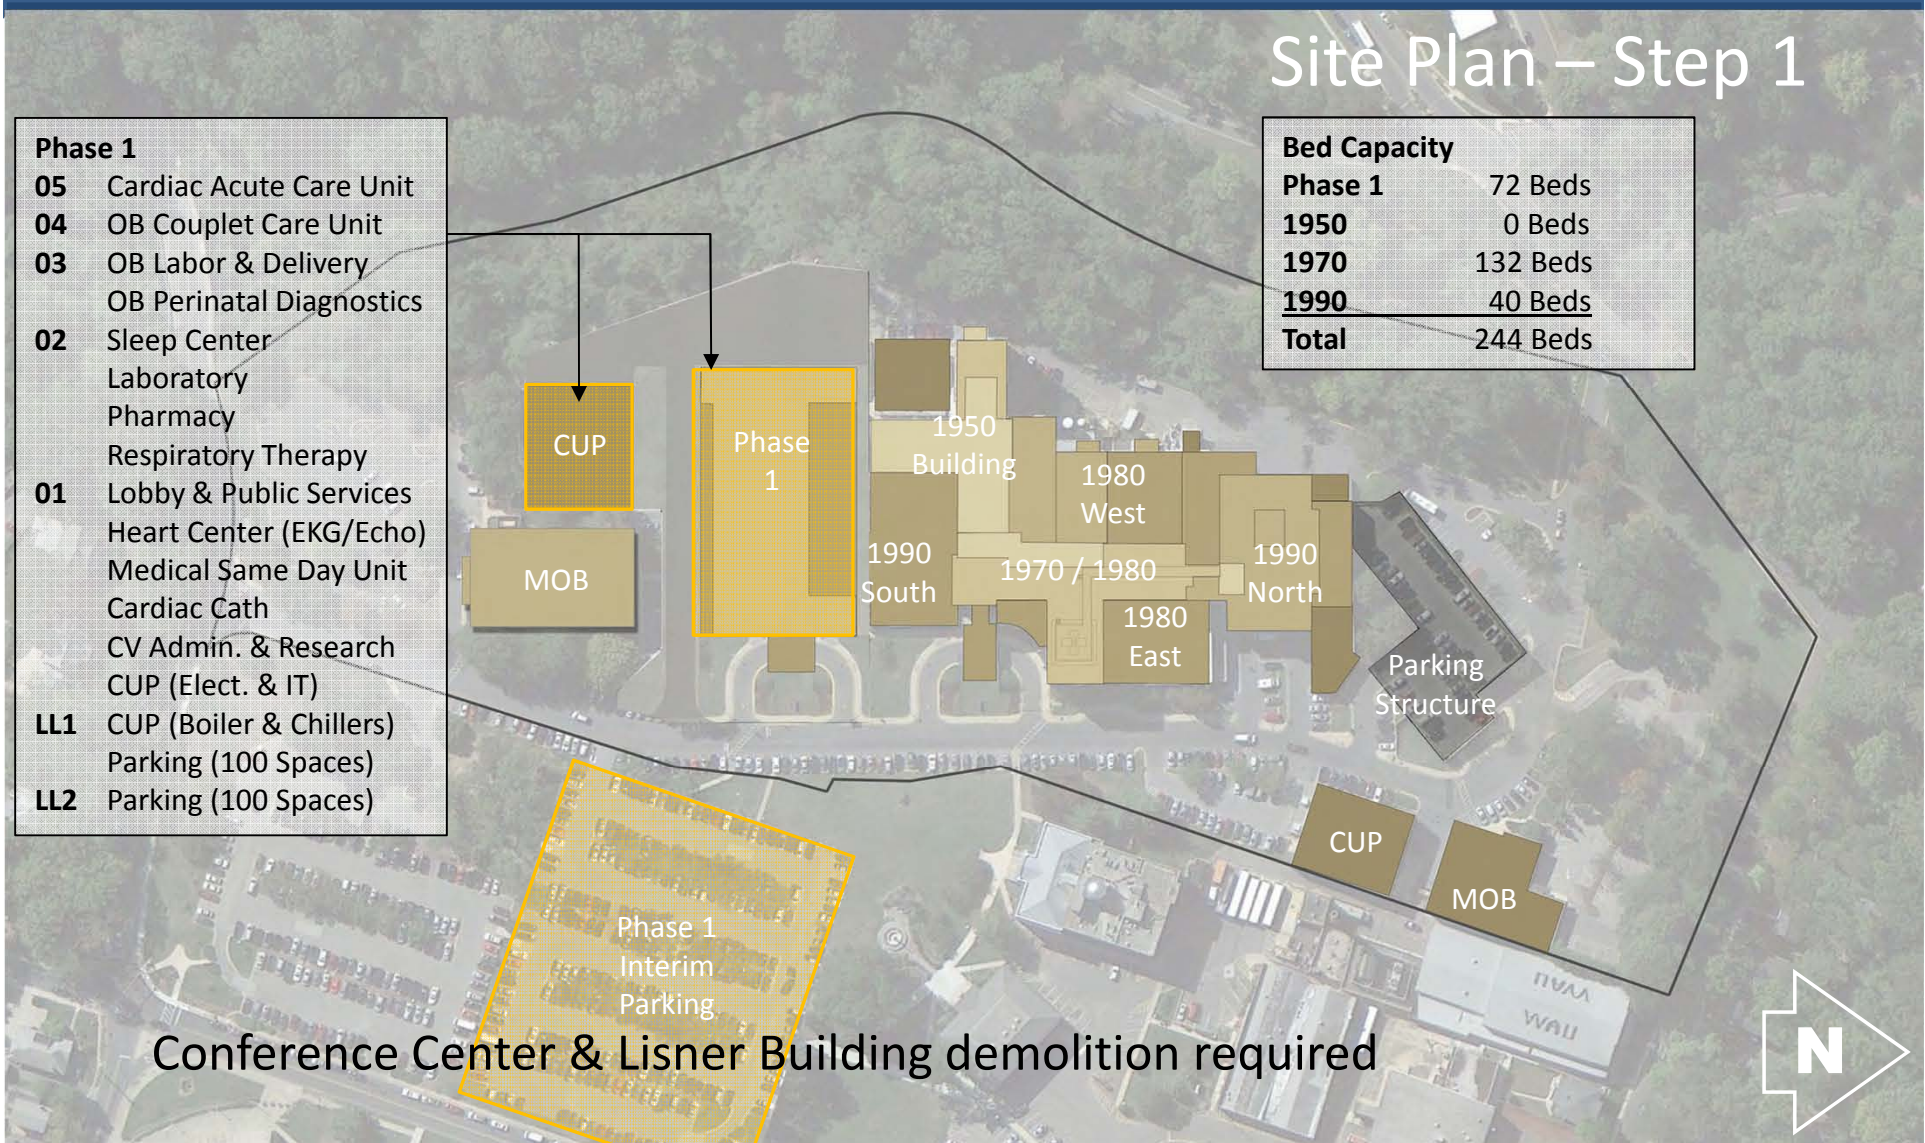 Site Plan – Step 1
Phase 1
05 Cardiac Acute Care Unit
04 OB Couplet Care Unit
03 OB Labor & Delivery
OB Perinatal Diagnostics
02 Sleep Center
Laboratory
Pharmacy
Respiratory Therapy
01 Lobby & Public Services
Heart Center (EKG/Echo)
Medical Same Day Unit
Cardiac Cath
CV Admin. & Research
CUP (Elect. & IT)
LL1 CUP (Boiler & Chillers)
Parking (100 Spaces)
LL2 Parking (100 Spaces)
Bed Capacity
Phase 1 72 Beds
1950 0 Beds
1970 132 Beds
1990 40 Beds
Total 244 Beds
CUP
MOB
Phase
1
1950
Building
1980
West
1990
South
1970 / 1980
1990
North
1980
East
Parking
Structure
CUP
MOB
Phase 1
Interim
Parking
Conference Center & Lisner Building demolition required
N